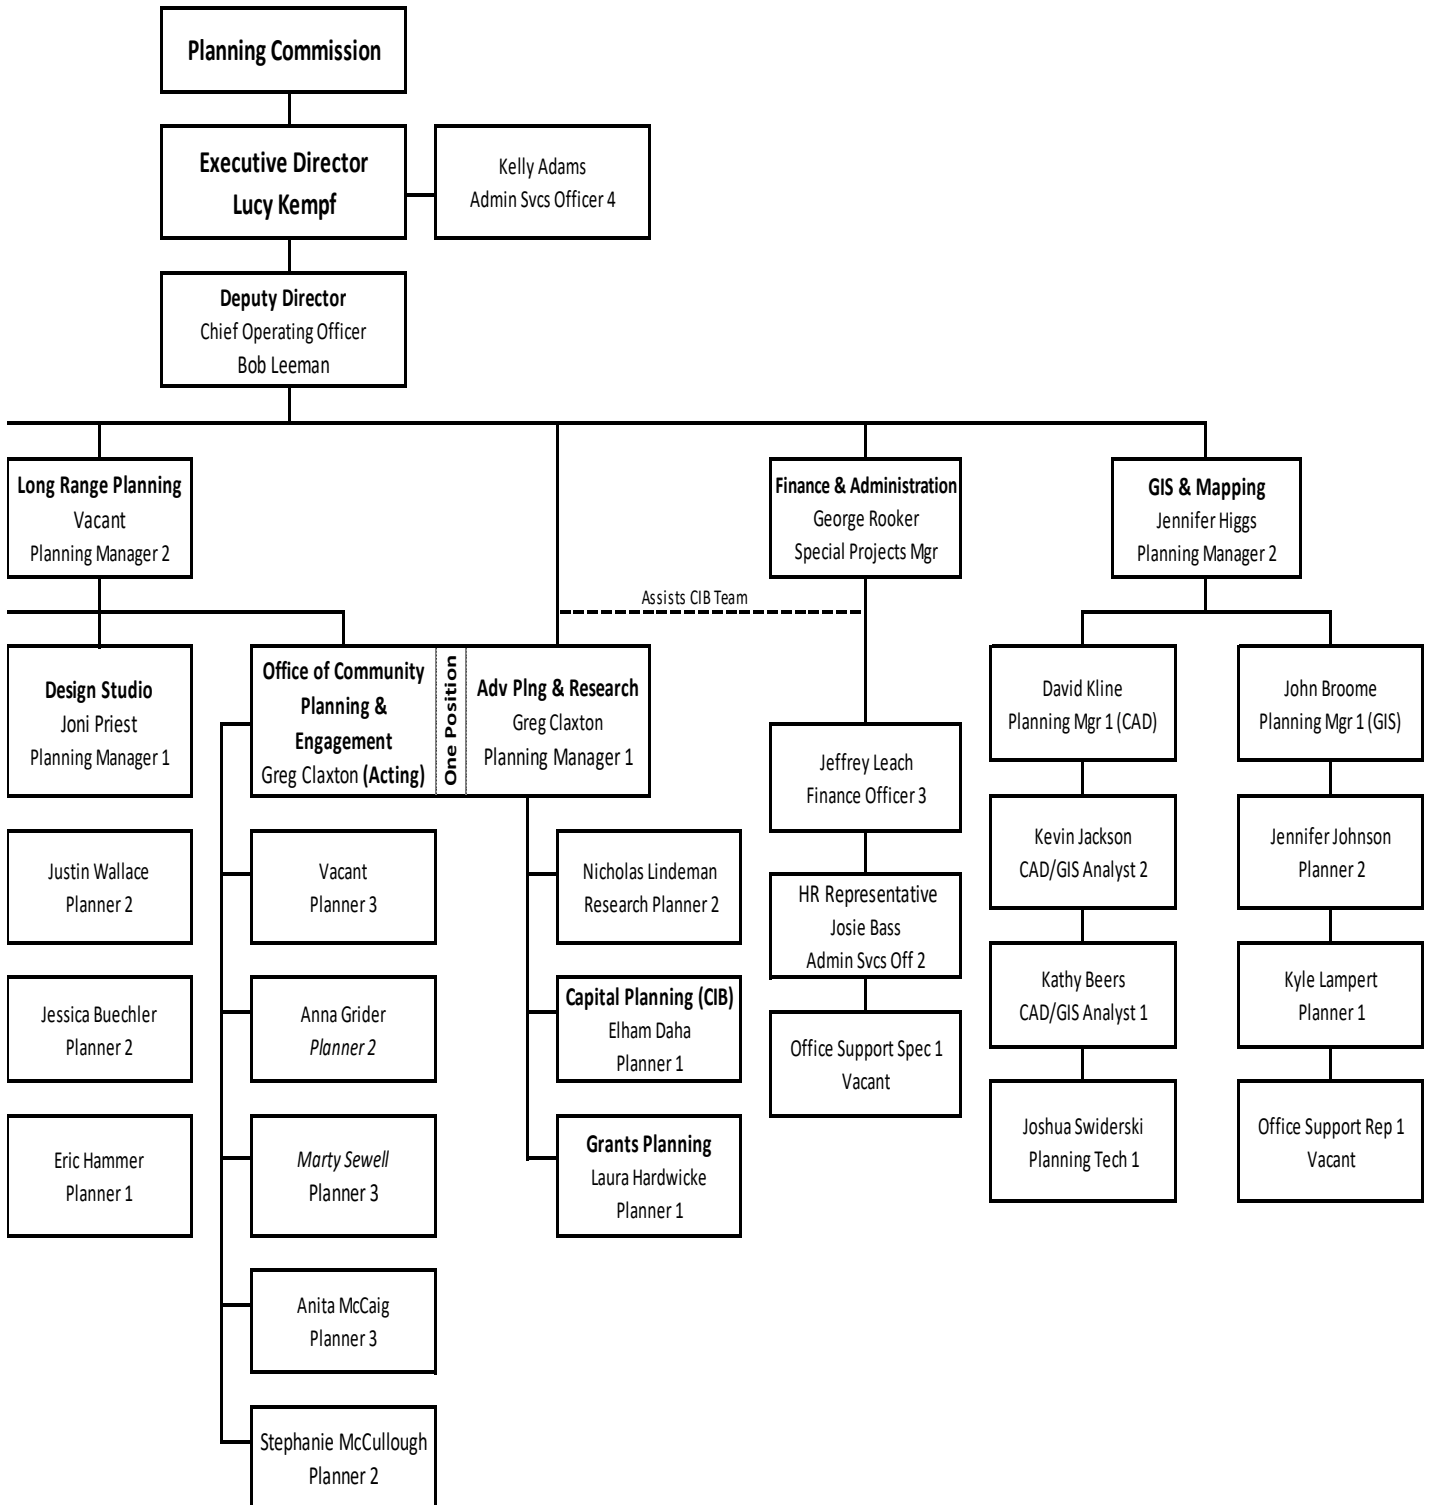 Planning Commission
Executive Director
Lucy Kempf
Kelly Adams
Admin Svcs Officer 4
Deputy Director
Chief Operating Officer
Bob Leeman
Long Range Planning
Vacant
Planning Manager 2
Finance & Administration
George Rooker
Special Projects Mgr
GIS & Mapping
Jennifer Higgs
Planning Manager 2
Assists CIB Team
Design Studio
Joni Priest
Planning Manager 1
Office of Community
Planning &
Engagement
Greg Claxton (Acting)
One Position
Adv Plng & Research
Greg Claxton
Planning Manager 1
Jeffrey Leach
Finance Officer 3
David Kline
Planning Mgr 1 (CAD)
John Broome
Planning Mgr 1 (GIS)
Justin Wallace
Planner 2
Vacant
Planner 3
Nicholas Lindeman
Research Planner 2
HR Representative
Josie Bass
Admin Svcs Off 2
Kevin Jackson
CAD/GIS Analyst 2
Jennifer Johnson
Planner 2
Jessica Buechler
Planner 2
Anna Grider
Planner 2
Capital Planning (CIB)
Elham Daha
Planner 1
Office Support Spec 1
Vacant
Kathy Beers
CAD/GIS Analyst 1
Kyle Lampert
Planner 1
Eric Hammer
Planner 1
Marty Sewell
Planner 3
Grants Planning
Laura Hardwicke
Planner 1
Joshua Swiderski
Planning Tech 1
Office Support Rep 1
Vacant
Anita McCaig
Planner 3
Stephanie McCullough
Planner 2